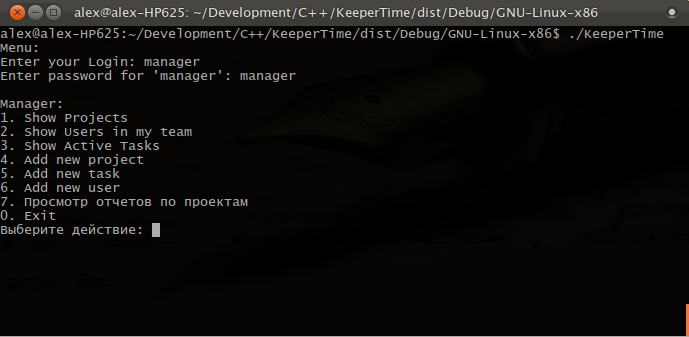 alex@alex-HP625: ~/Development/C++/KeeperTime/dist/Debug/GNU-Linux-x86
alex@alex-HP625:~/Development/C++/KeeperTime/dist/Debug/GNU-Linux-x86$ ./KeeperTime
Menu:
Enter your Login: manager
Enter password for 'manager': manager
Manager:
1. Show Projects
2. Show Users in my team
3. Show Active Tasks
4. Add new project
5. Add new task
6. Add new user
7. Просмотр отчетов по проектам
0. Exit
Выберите действие: